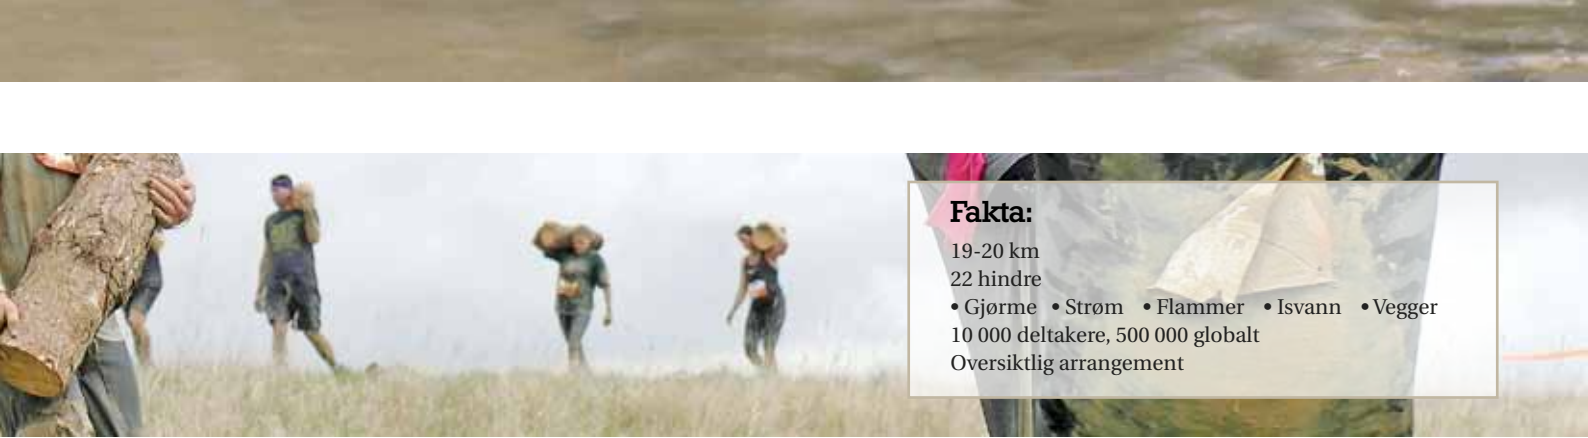 Fakta:
19-20 km
22 hindre
• Gjørme • Strøm • Flammer • Isvann • Vegger
10 000 deltakere, 500 000 globalt
Oversiktlig arrangement